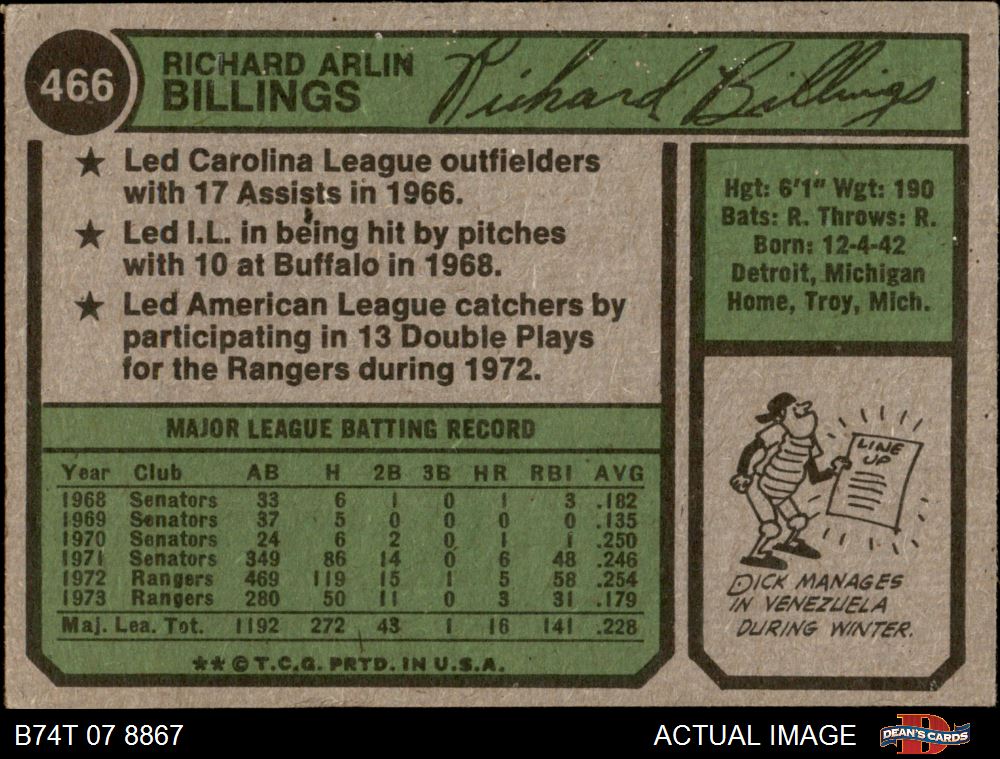 466
RICHARD ARLIN
BILLINGS
Richard Billings
★ Led Carolina League outfielders
with 17 Assists in 1966.
★ Led I.L. in being hit by pitches
with 10 at Buffalo in 1968.
★ Led American League catchers by
participating in 13 Double Plays
for the Rangers during 1972.
Hgt: 6'1" Wgt: 190
Bats: R. Throws: R.
Born: 12-4-42
Detroit, Michigan
Home, Troy, Mich.
MAJOR LEAGUE BATTING RECORD
Year Club AB H 2B 3B HR RBI AVG
1968 Senators 33 6 1 0 1 3 .182
1969 Senators 37 5 0 0 0 0 .135
1970 Senators 24 6 2 0 1 1 .250
1971 Senators 349 86 14 0 6 48 .246
1972 Rangers 469 119 15 1 5 58 .254
1973 Rangers 280 50 11 0 3 31 .179
Maj. Lea. Tot. 1192 272 43 1 16 141 .228
** © T.C.G. PRTD. IN U.S.A.
LINE
UP
DICK MANAGES
IN VENEZUELA
DURING WINTER.
B74T 07 8867
ACTUAL IMAGE
D
DEAN'S CARDS